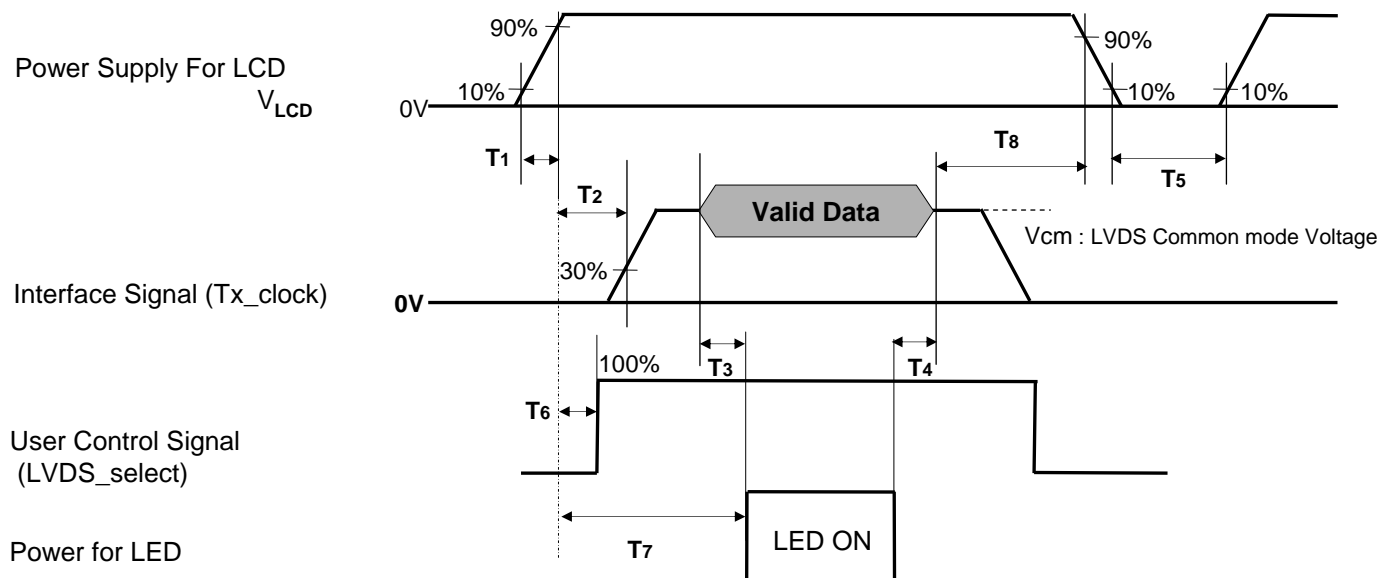 90%
90%
Power Supply For LCD
V_LCD
10%
0V
10%
10%
T1
T8
T5
T2
Valid Data
Vcm : LVDS Common mode Voltage
30%
Interface Signal (Tx_clock)
0V
100%
T3
T4
T6
User Control Signal
(LVDS_select)
T7
LED ON
Power for LED